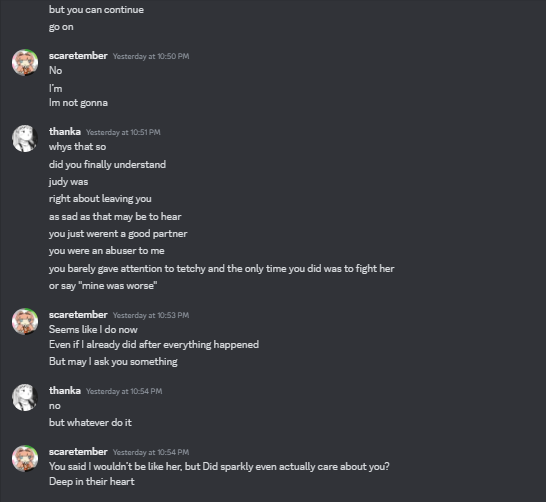 but you can continue
go on
scaretember Yesterday at 10:50 PM
No
I'm
Im not gonna
thanka Yesterday at 10:51 PM
whys that so
did you finally understand
judy was
right about leaving you
as sad as that may be to hear
you just werent a good partner
you were an abuser to me
you barely gave attention to tetchy and the only time you did was to fight her
or say "mine was worse"
scaretember Yesterday at 10:53 PM
Seems like I do now
Even if I already did after everything happened
But may I ask you something
thanka Yesterday at 10:54 PM
no
but whatever do it
scaretember Yesterday at 10:54 PM
You said I wouldn't be like her, but Did sparkly even actually care about you?
Deep in their heart